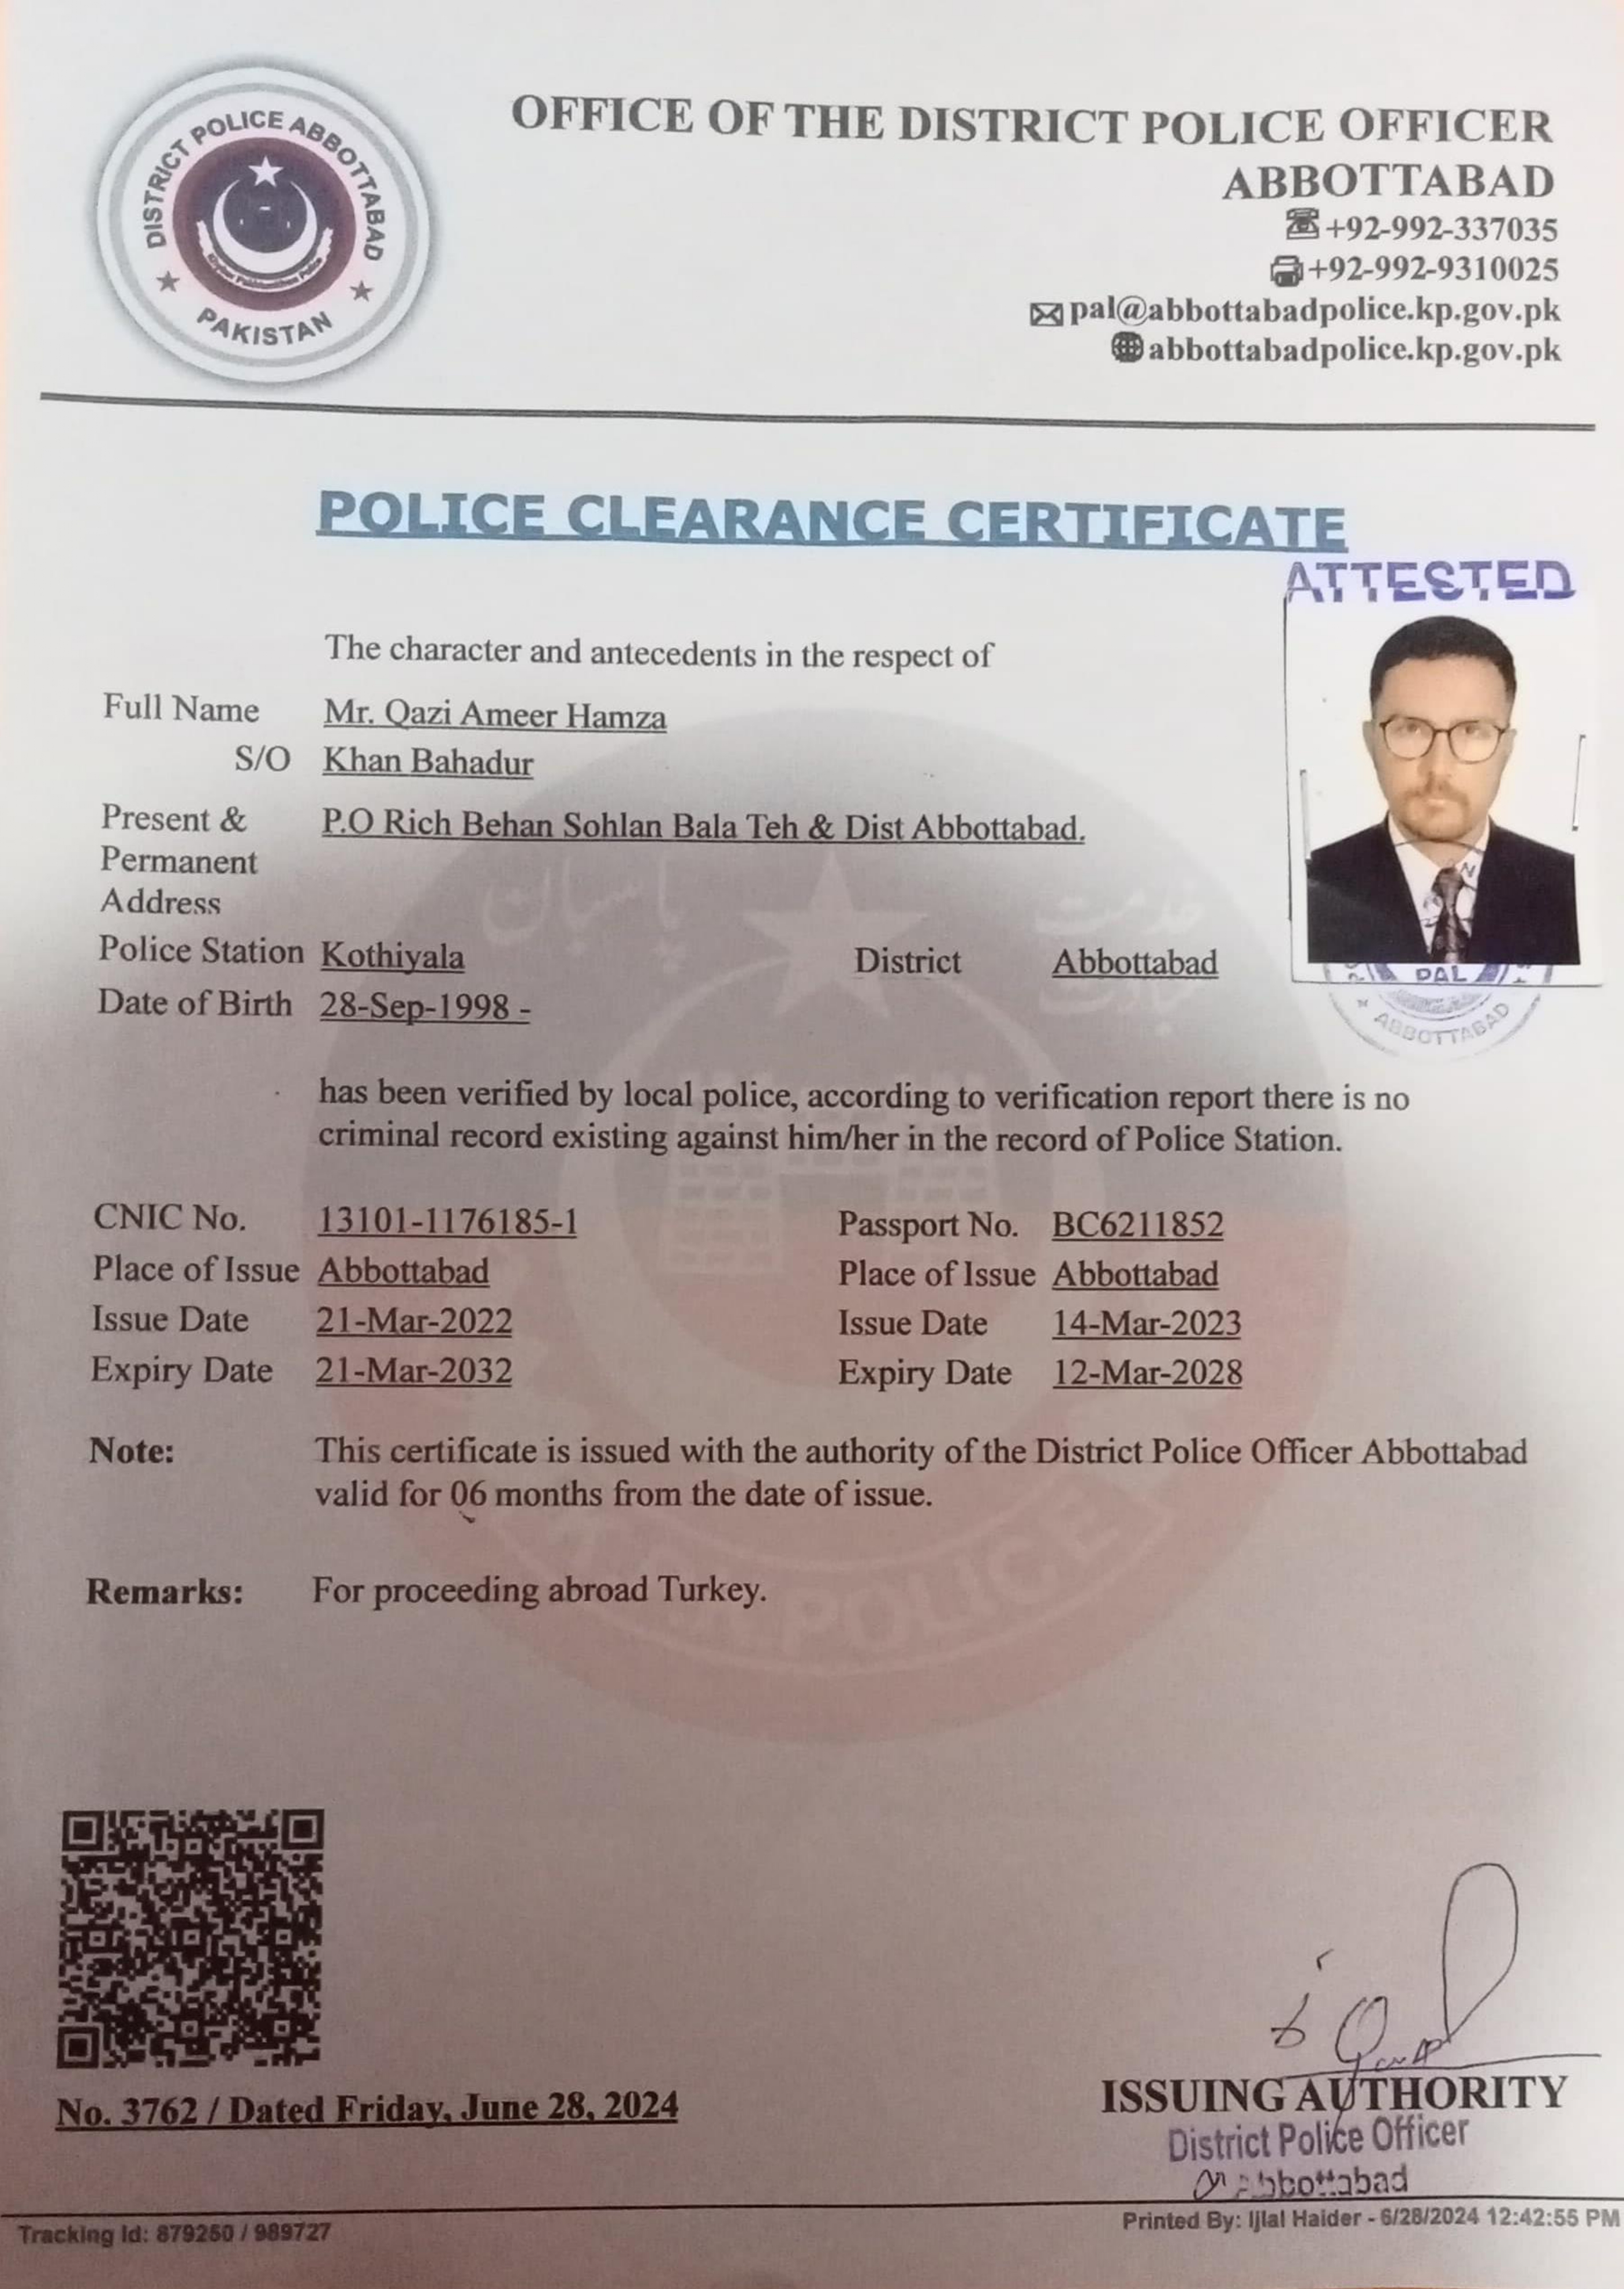 DISTRICT POLICE ABBOTTABAD
PAKISTAN
OFFICE OF THE DISTRICT POLICE OFFICER
ABBOTTABAD
+92-992-337035
+92-992-9310025
pal@abbottabadpolice.kp.gov.pk
abbottabadpolice.kp.gov.pk
POLICE CLEARANCE CERTIFICATE
ATTESTED
The character and antecedents in the respect of
Full Name Mr. Qazi Ameer Hamza
S/O Khan Bahadur
Present & P.O Rich Behan Sohlan Bala Teh & Dist Abbottabad.
Permanent
Address
پاسبان خدمت
Police Station Kothiyala District Abbottabad
PAL
ABBOTTABAD
Date of Birth 28-Sep-1998 -
has been verified by local police, according to verification report there is no
criminal record existing against him/her in the record of Police Station.
CNIC No. 13101-1176185-1 Passport No. BC6211852
Place of Issue Abbottabad Place of Issue Abbottabad
Issue Date 21-Mar-2022 Issue Date 14-Mar-2023
Expiry Date 21-Mar-2032 Expiry Date 12-Mar-2028
Note: This certificate is issued with the authority of the District Police Officer Abbottabad
valid for 06 months from the date of issue.
POLICE
Remarks: For proceeding abroad Turkey.
No. 3762 / Dated Friday, June 28, 2024
ISSUING AUTHORITY
District Police Officer
Abbottabad
Tracking Id: 879250 / 989727
Printed By: Ijlal Haider - 6/28/2024 12:42:55 PM